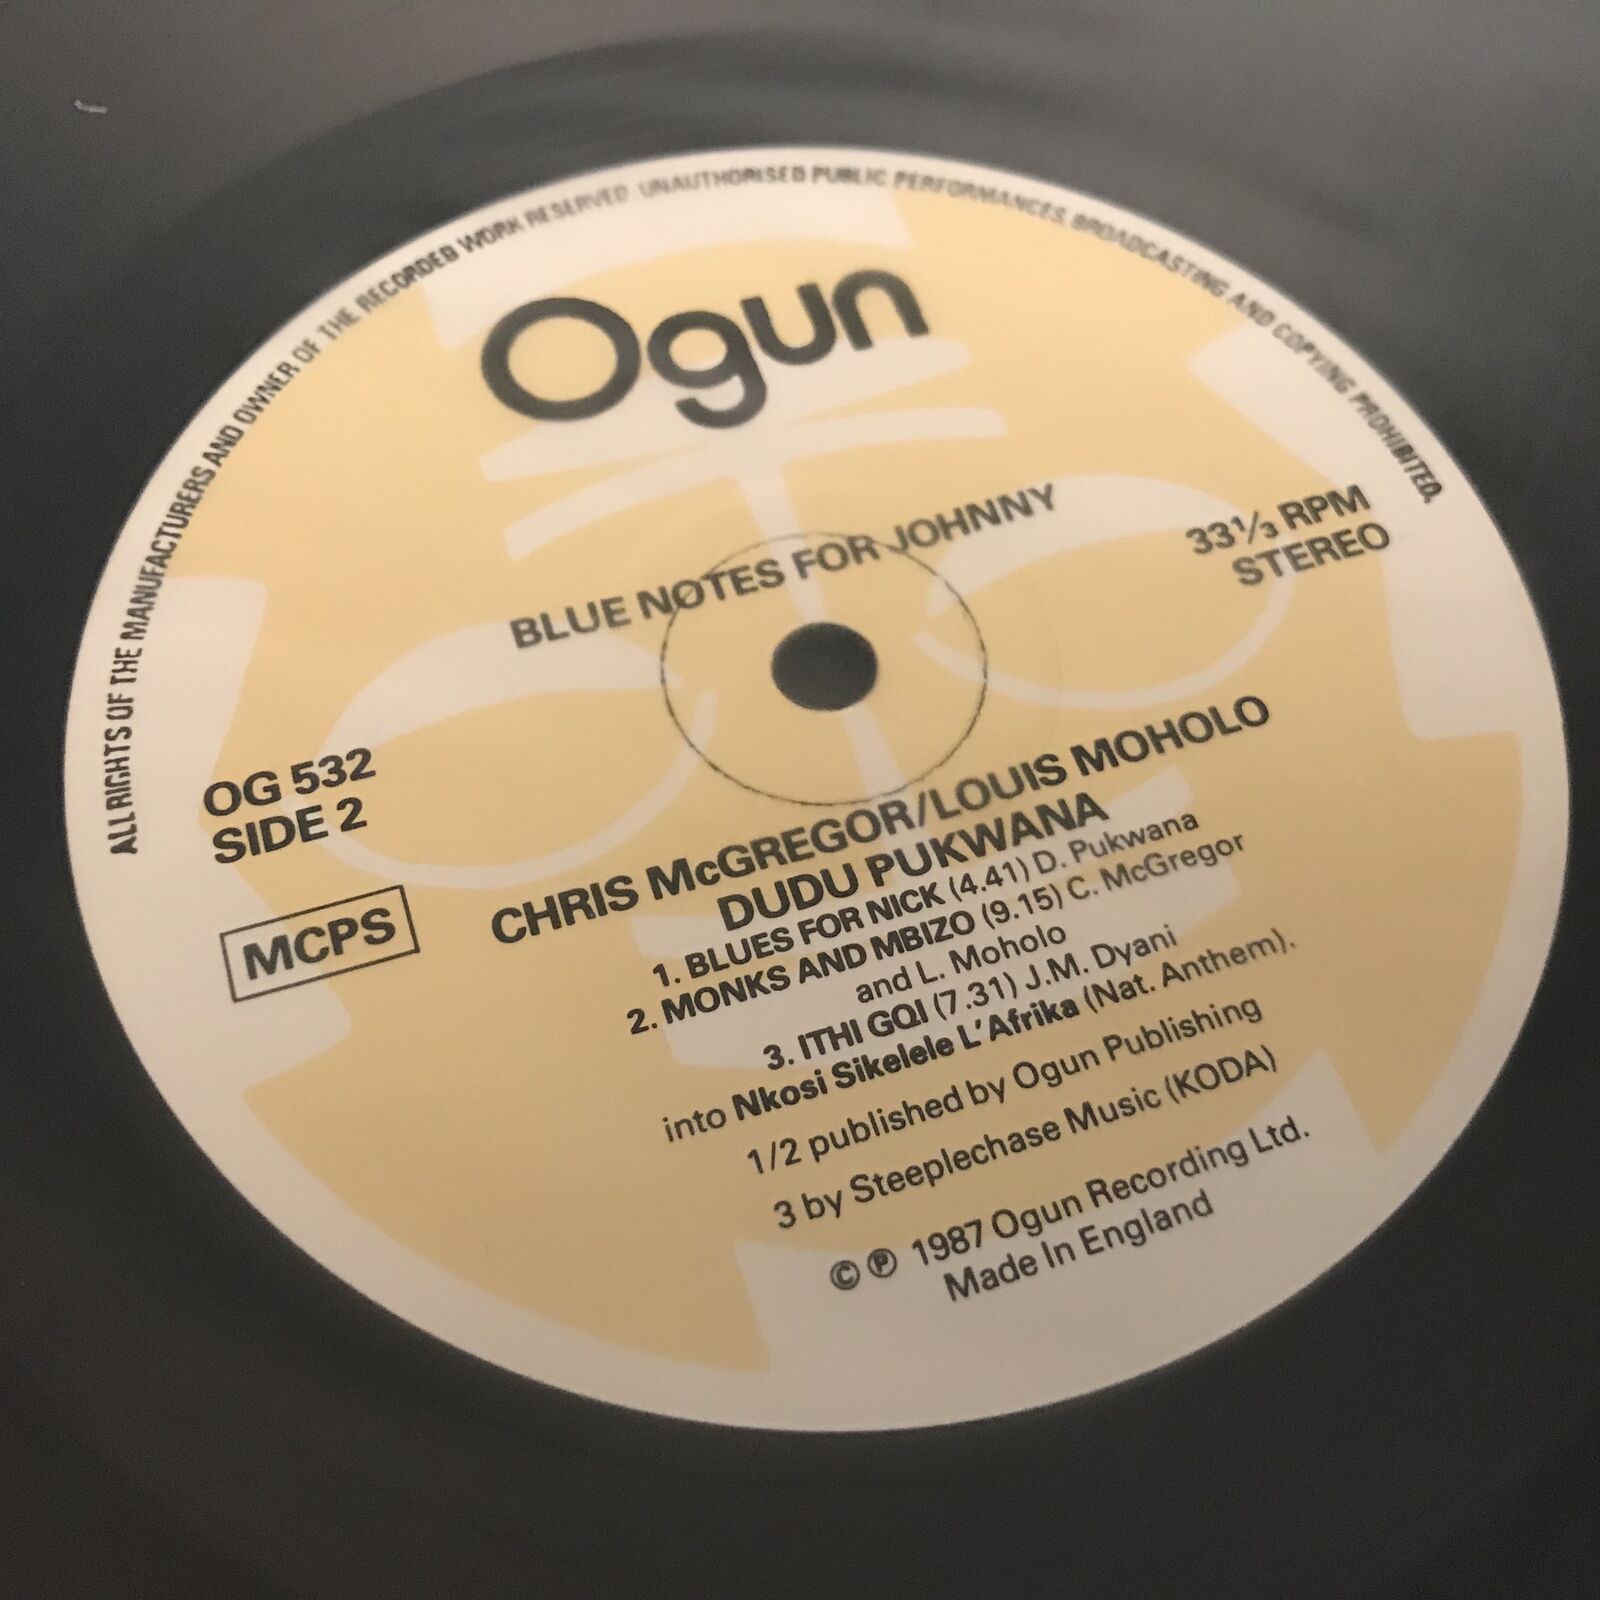 ALL RIGHTS OF THE MANUFACTURERS AND OWNER OF THE RECORDED WORK RESERVED. UNAUTHORISED PUBLIC PERFORMANCES, BROADCASTING AND COPYING PROHIBITED.
Ogun
BLUE NOTES FOR JOHNNY
33⅓ RPM
STEREO
OG 532
SIDE 2
MCPS
CHRIS McGREGOR/LOUIS MOHOLO
DUDU PUKWANA
1. BLUES FOR NICK (4.41) D. Pukwana
2. MONKS AND MBIZO (9.15) C. McGregor
and L. Moholo
3. ITHI GQI (7.31) J.M. Dyani
into Nkosi Sikelele L'Afrika (Nat. Anthem).
1/2 published by Ogun Publishing
3 by Steeplechase Music (KODA)
© ℗ 1987 Ogun Recording Ltd.
Made In England